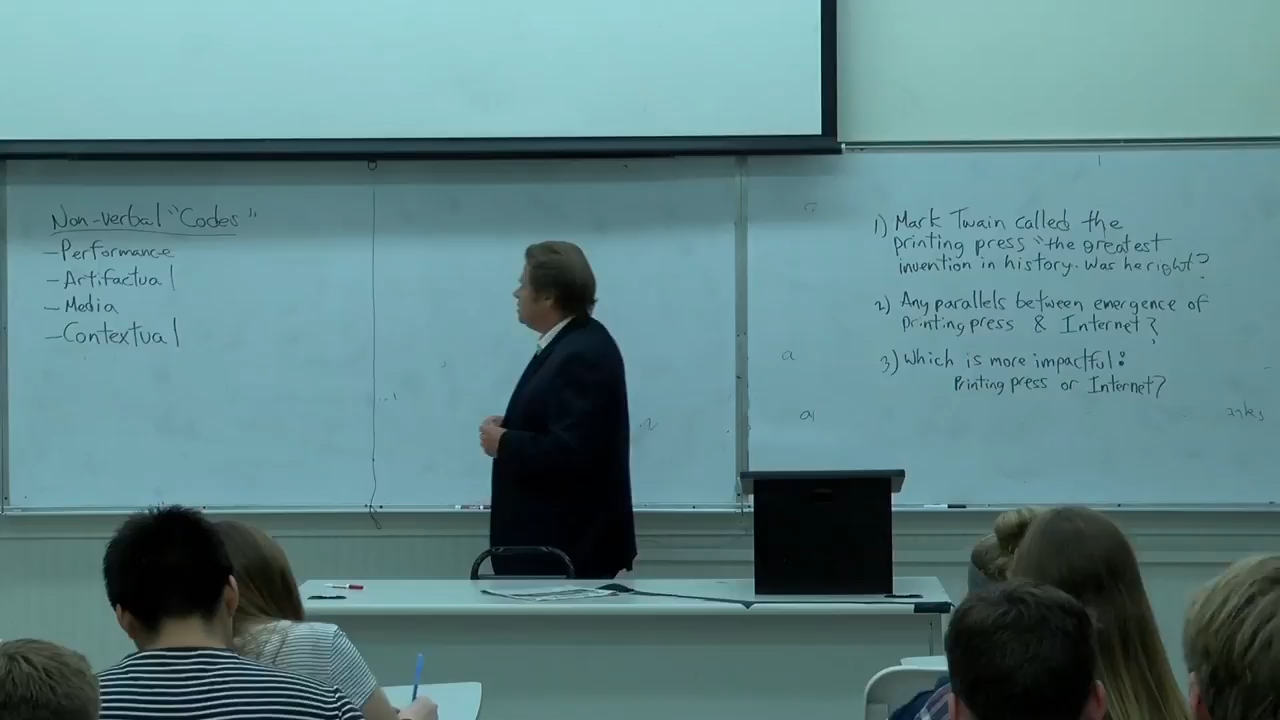 Non-verbal "Codes"
-Performance
-Artifactual
-Media
-Contextual
1) Mark Twain called the
printing press "the greatest
invention in history. Was he right?
2) Any parallels between emergence of
Printing press & Internet?
3) Which is more impactful:
Printing press or Internet?